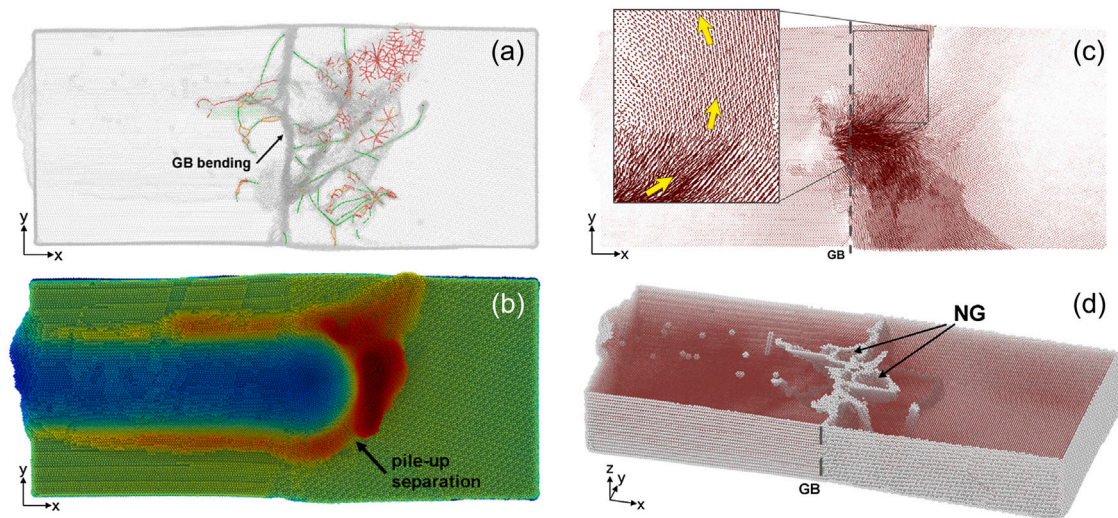 (a)
GB bending
y
x
(b)
pile-up
separation
y
x
(c)
GB
y
x
(d)
NG
GB
z
y
x